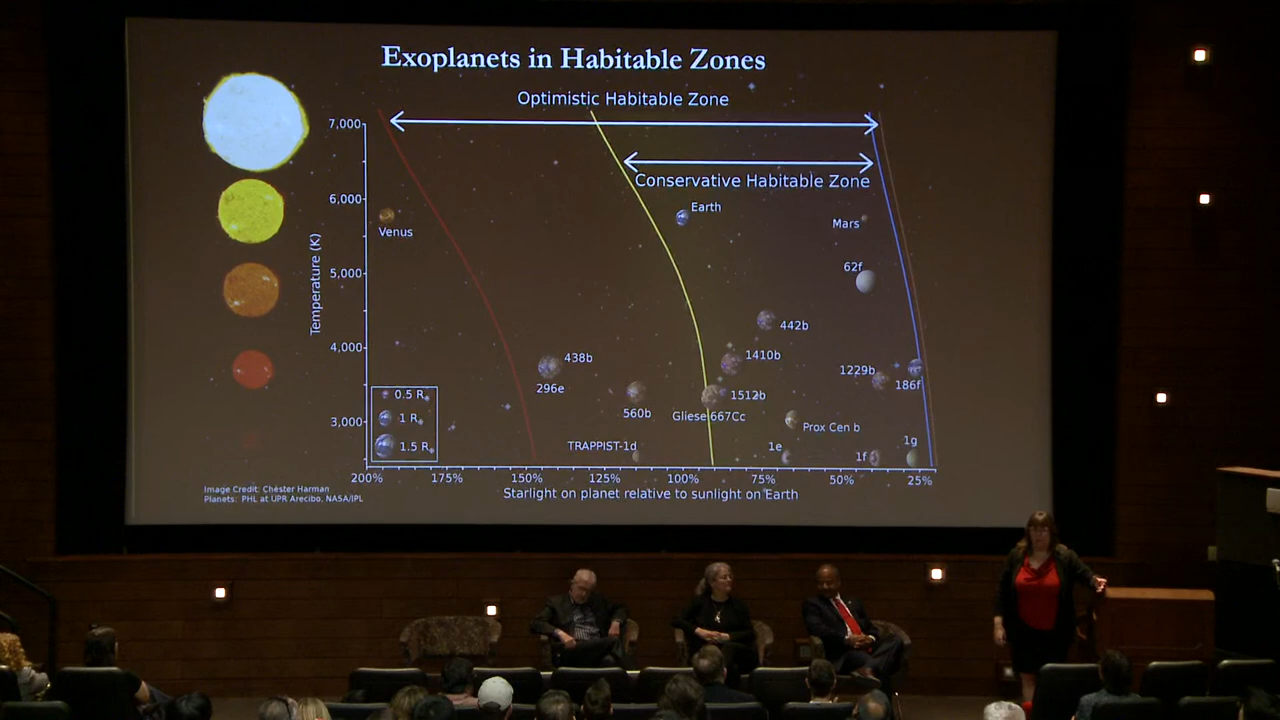 Exoplanets in Habitable Zones
Optimistic Habitable Zone
7,000
Conservative Habitable Zone
6,000
Earth
Mars
Venus
62f
5,000
Temperature (K)
442b
4,000
438b
1410b
296e
1229b
186f
0.5 R
1512b
560b
Gliese 667Cc
1 R
3,000
Prox Cen b
1.5 R
TRAPPIST-1d
1e
1f
1g
200% 175% 150% 125% 100% 75% 50% 25%
Starlight on planet relative to sunlight on Earth
Image Credit: Chester Harman
Planets: PHL at UPR Arecibo, NASA/JPL